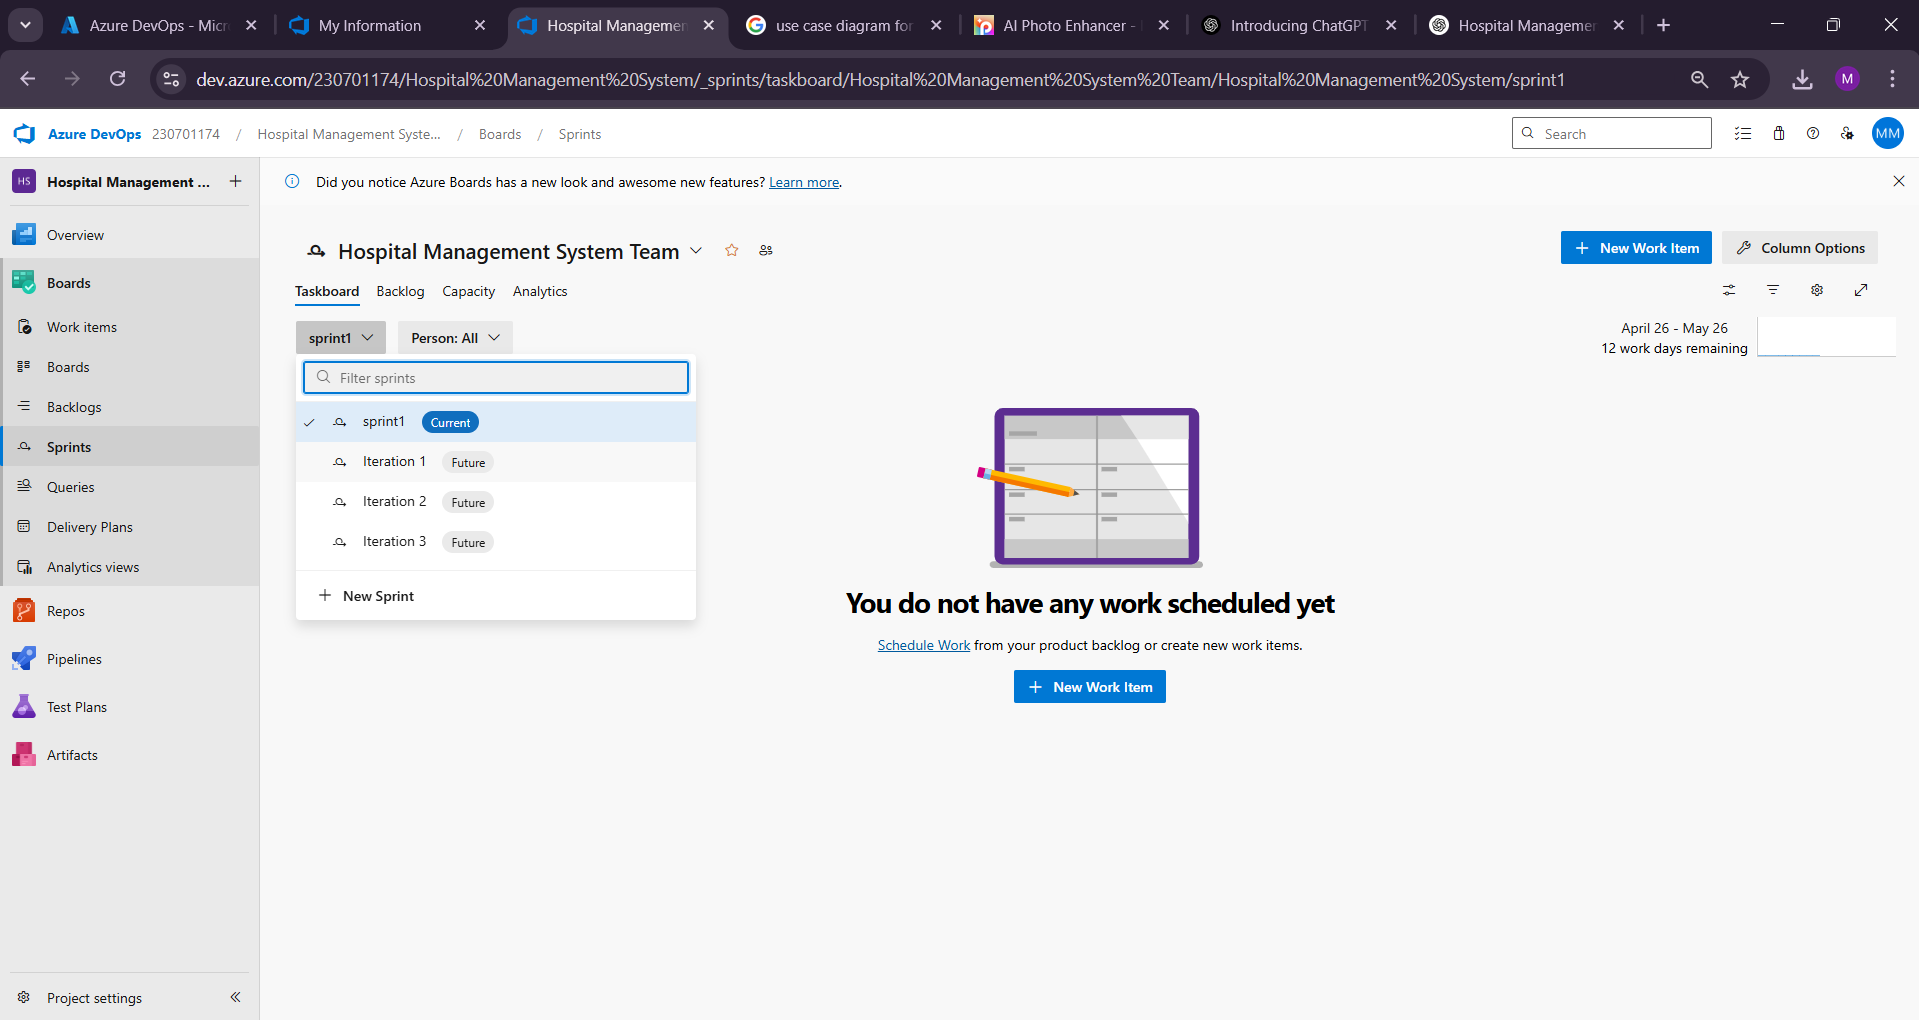 Azure DevOps - Micr
My Information
Hospital Managemen
use case diagram for
AI Photo Enhancer -
Introducing ChatGPT
Hospital Managemen
dev.azure.com/230701174/Hospital%20Management%20System/_sprints/taskboard/Hospital%20Management%20System%20Team/Hospital%20Management%20System/sprint1
M
Azure DevOps 230701174 / Hospital Management Syste... / Boards / Sprints
Search
MM
HS Hospital Management ...
Did you notice Azure Boards has a new look and awesome new features? Learn more.
Overview
Boards
Work items
Boards
Backlogs
Sprints
Queries
Delivery Plans
Analytics views
Repos
Pipelines
Test Plans
Artifacts
Project settings
Hospital Management System Team
New Work Item
Column Options
Taskboard Backlog Capacity Analytics
sprint1
Person: All
April 26 - May 26
12 work days remaining
Filter sprints
sprint1 Current
Iteration 1 Future
Iteration 2 Future
Iteration 3 Future
New Sprint
You do not have any work scheduled yet
Schedule Work from your product backlog or create new work items.
New Work Item